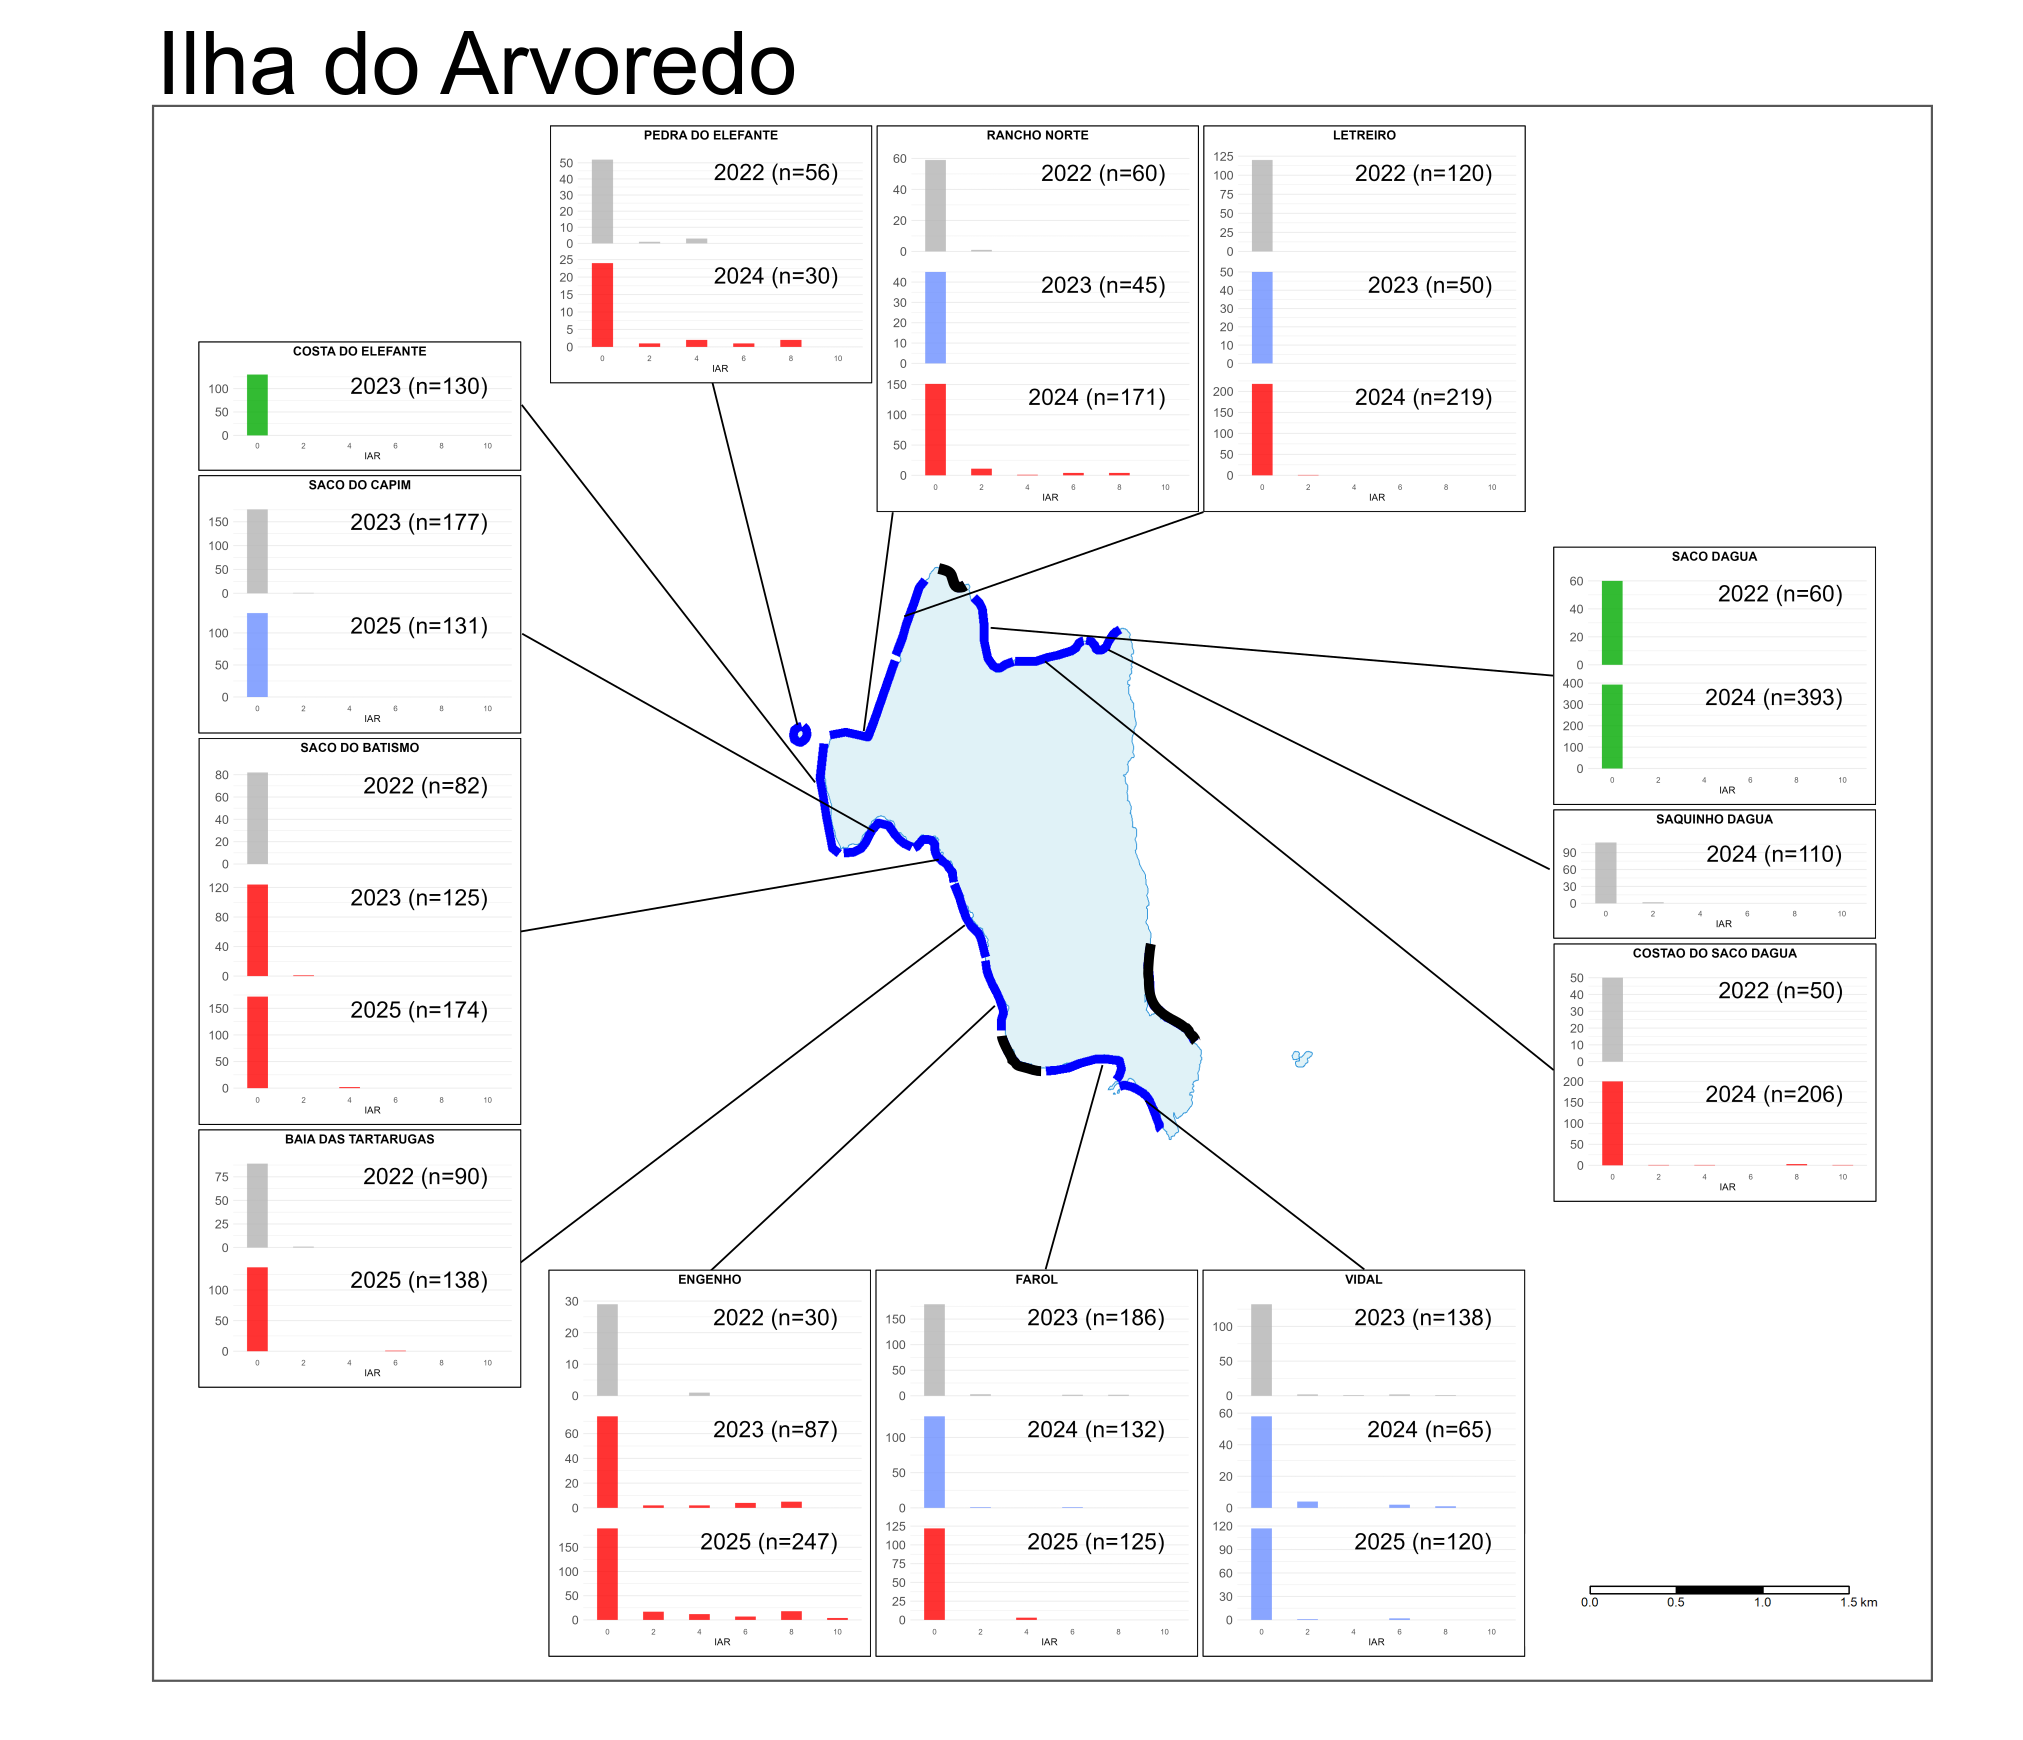 Ilha do Arvoredo
PEDRA DO ELEFANTE
50
40
30
20
10
0
2022 (n=56)
25
20
15
10
5
0
2024 (n=30)
0 2 4 6 8 10
IAR
RANCHO NORTE
60
40
20
0
2022 (n=60)
40
30
20
10
0
2023 (n=45)
150
100
50
0
2024 (n=171)
0 2 4 6 8 10
IAR
LETREIRO
125
100
75
50
25
0
2022 (n=120)
50
40
30
20
10
0
2023 (n=50)
200
150
100
50
0
2024 (n=219)
0 2 4 6 8 10
IAR
COSTA DO ELEFANTE
100
50
0
2023 (n=130)
0 2 4 6 8 10
IAR
SACO DO CAPIM
150
100
50
0
2023 (n=177)
100
50
0
2025 (n=131)
0 2 4 6 8 10
IAR
SACO DO BATISMO
80
60
40
20
0
2022 (n=82)
120
80
40
0
2023 (n=125)
150
100
50
0
2025 (n=174)
0 2 4 6 8 10
IAR
BAIA DAS TARTARUGAS
75
50
25
0
2022 (n=90)
100
50
0
2025 (n=138)
0 2 4 6 8 10
IAR
SACO DAGUA
60
40
20
0
2022 (n=60)
400
300
200
100
0
2024 (n=393)
0 2 4 6 8 10
IAR
SAQUINHO DAGUA
90
60
30
0
2024 (n=110)
0 2 4 6 8 10
IAR
COSTAO DO SACO DAGUA
50
40
30
20
10
0
2022 (n=50)
200
150
100
50
0
2024 (n=206)
0 2 4 6 8 10
IAR
ENGENHO
30
20
10
0
2022 (n=30)
60
40
20
0
2023 (n=87)
150
100
50
0
2025 (n=247)
0 2 4 6 8 10
IAR
FAROL
150
100
50
0
2023 (n=186)
100
50
0
2024 (n=132)
125
100
75
50
25
0
2025 (n=125)
0 2 4 6 8 10
IAR
VIDAL
100
50
0
2023 (n=138)
60
40
20
0
2024 (n=65)
120
90
60
30
0
2025 (n=120)
0 2 4 6 8 10
IAR
0.0 0.5 1.0 1.5 km